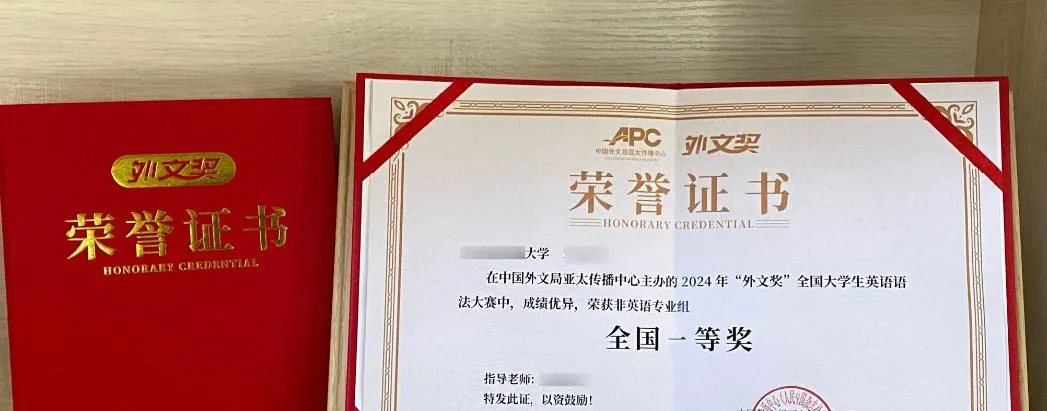 外文奖
荣誉证书
HONORARY CREDENTIAL
APC
中国外文局亚太传播中心
外文奖
荣誉证书
HONORARY CREDENTIAL
大学
在中国外文局亚太传播中心主办的 2024 年“外文奖”全国大学生英语语
法大赛中，成绩优异，荣获非英语专业组
全国一等奖
指导老师：
特发此证，以资鼓励！